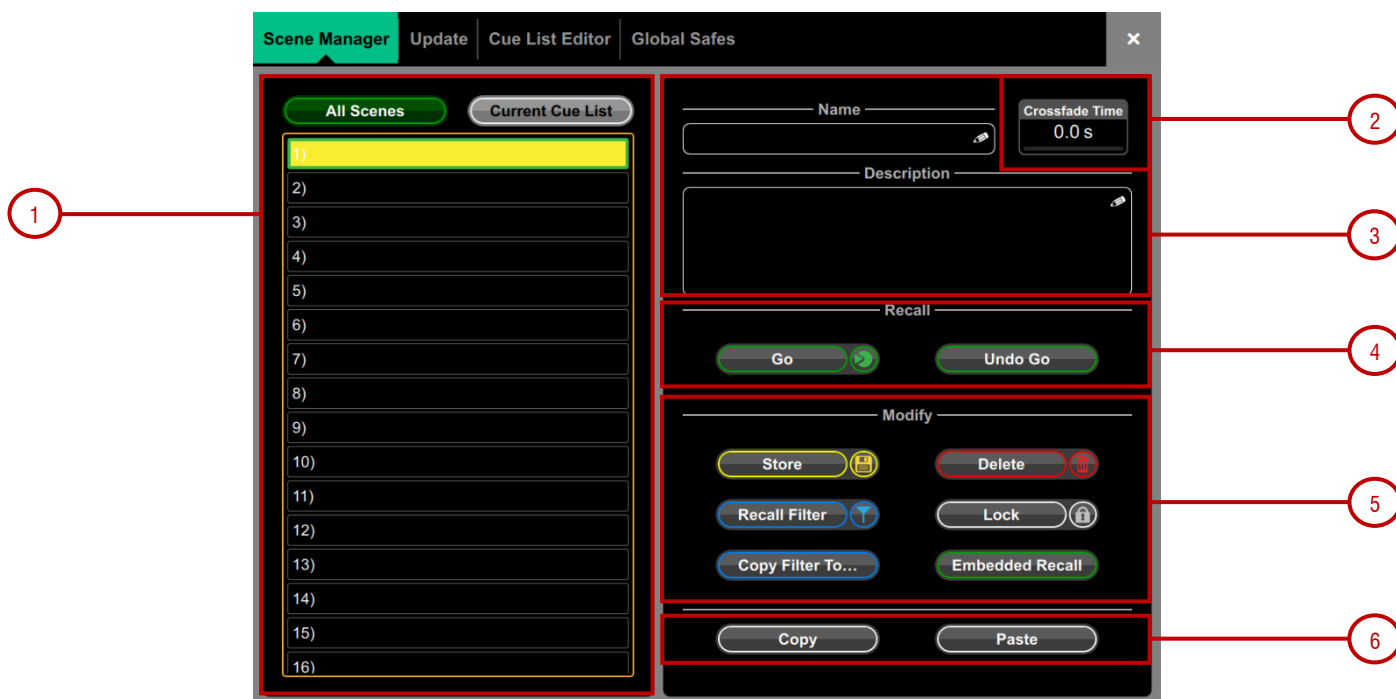 Scene Manager Update Cue List Editor Global Safes ×
All Scenes Current Cue List
1)
2)
3)
4)
5)
6)
7)
8)
9)
10)
11)
12)
13)
14)
15)
16)
Name
Crossfade Time
0.0 s
Description
Recall
Go Undo Go
Modify
Store Delete
Recall Filter Lock
Copy Filter To... Embedded Recall
Copy Paste
1
2
3
4
5
6